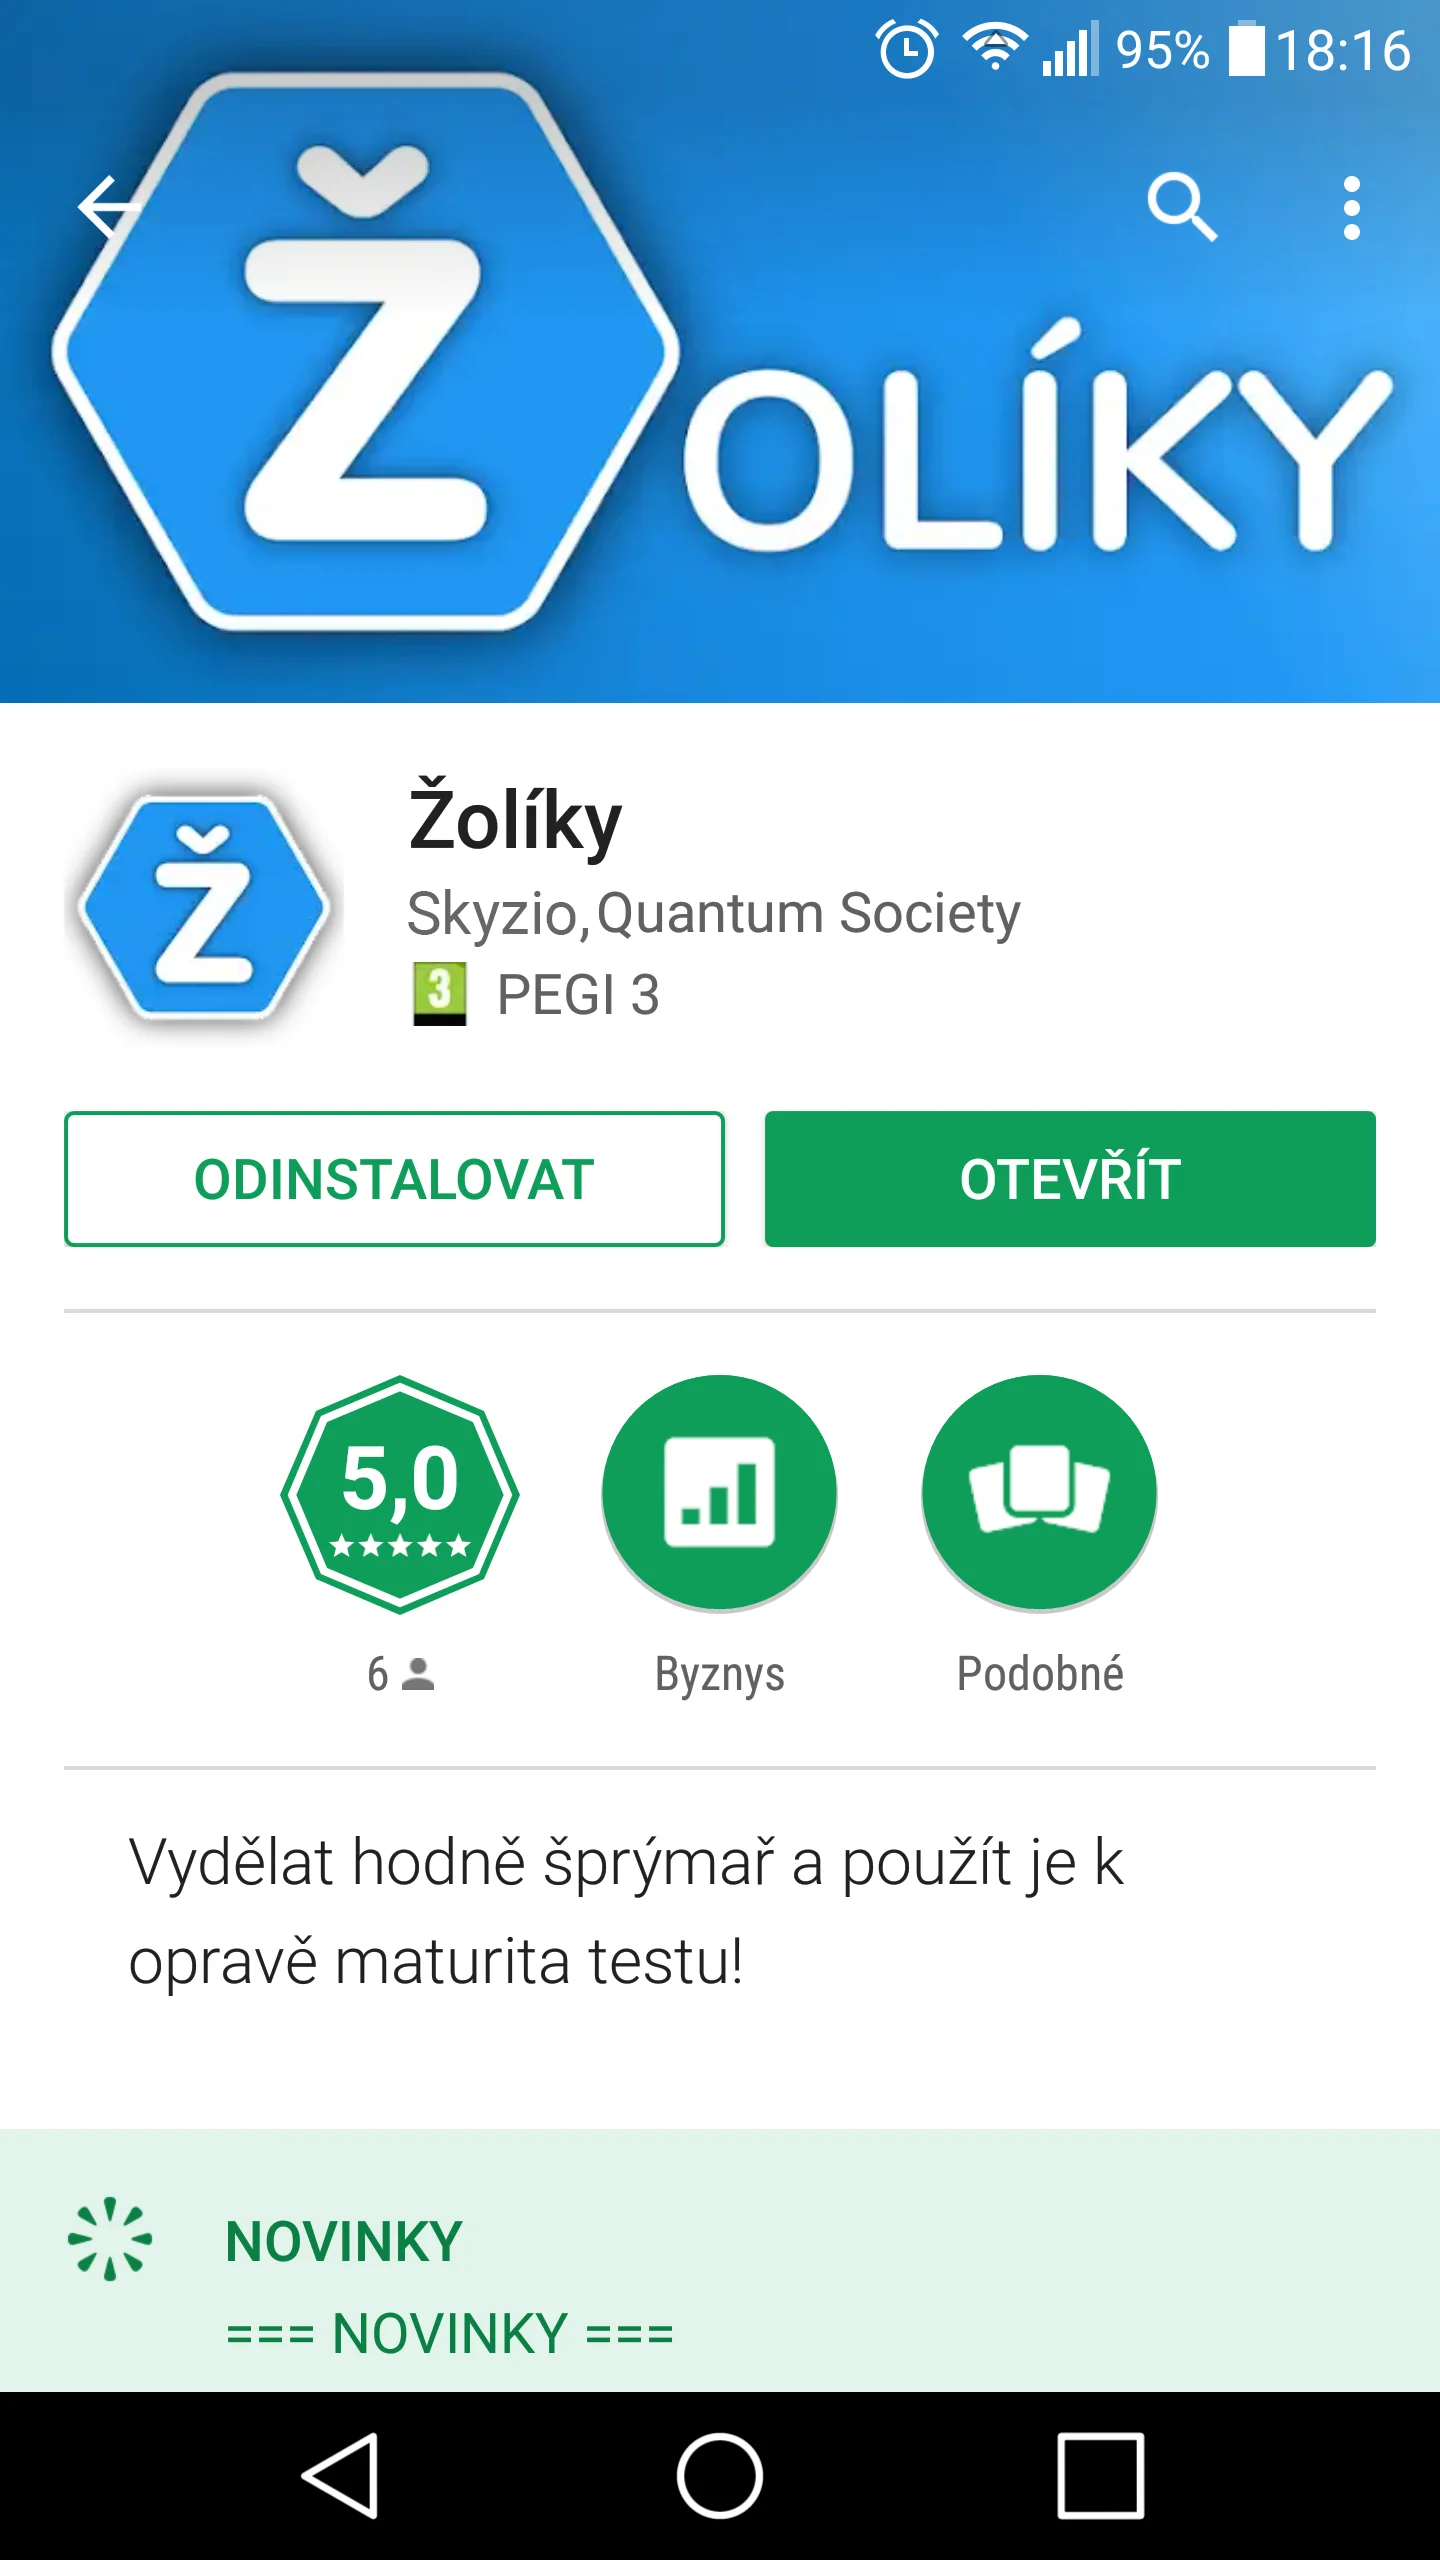 95% 18:16
ŽOLÍKY
Ž
Žolíky
Skyzio, Quantum Society
3 PEGI 3
ODINSTALOVAT OTEVŘÍT
5,0
6 Byznys Podobné
Vydělat hodně šprýmař a použít je k
opravě maturita testu!
NOVINKY
=== NOVINKY ===